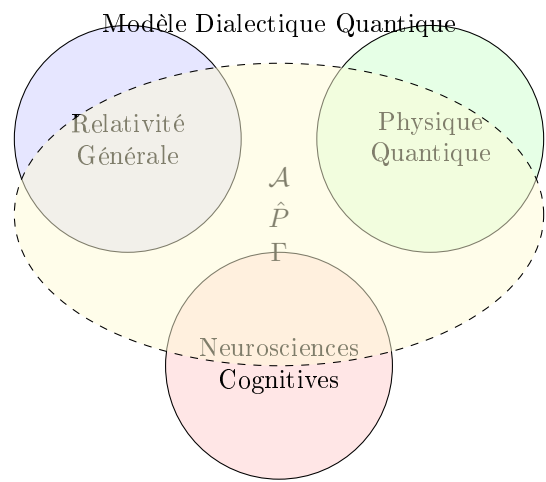 Modèle Dialectique Quantique
Relativité
Générale
Physique
Quantique
𝒜
P̂
Γ
Neurosciences
Cognitives